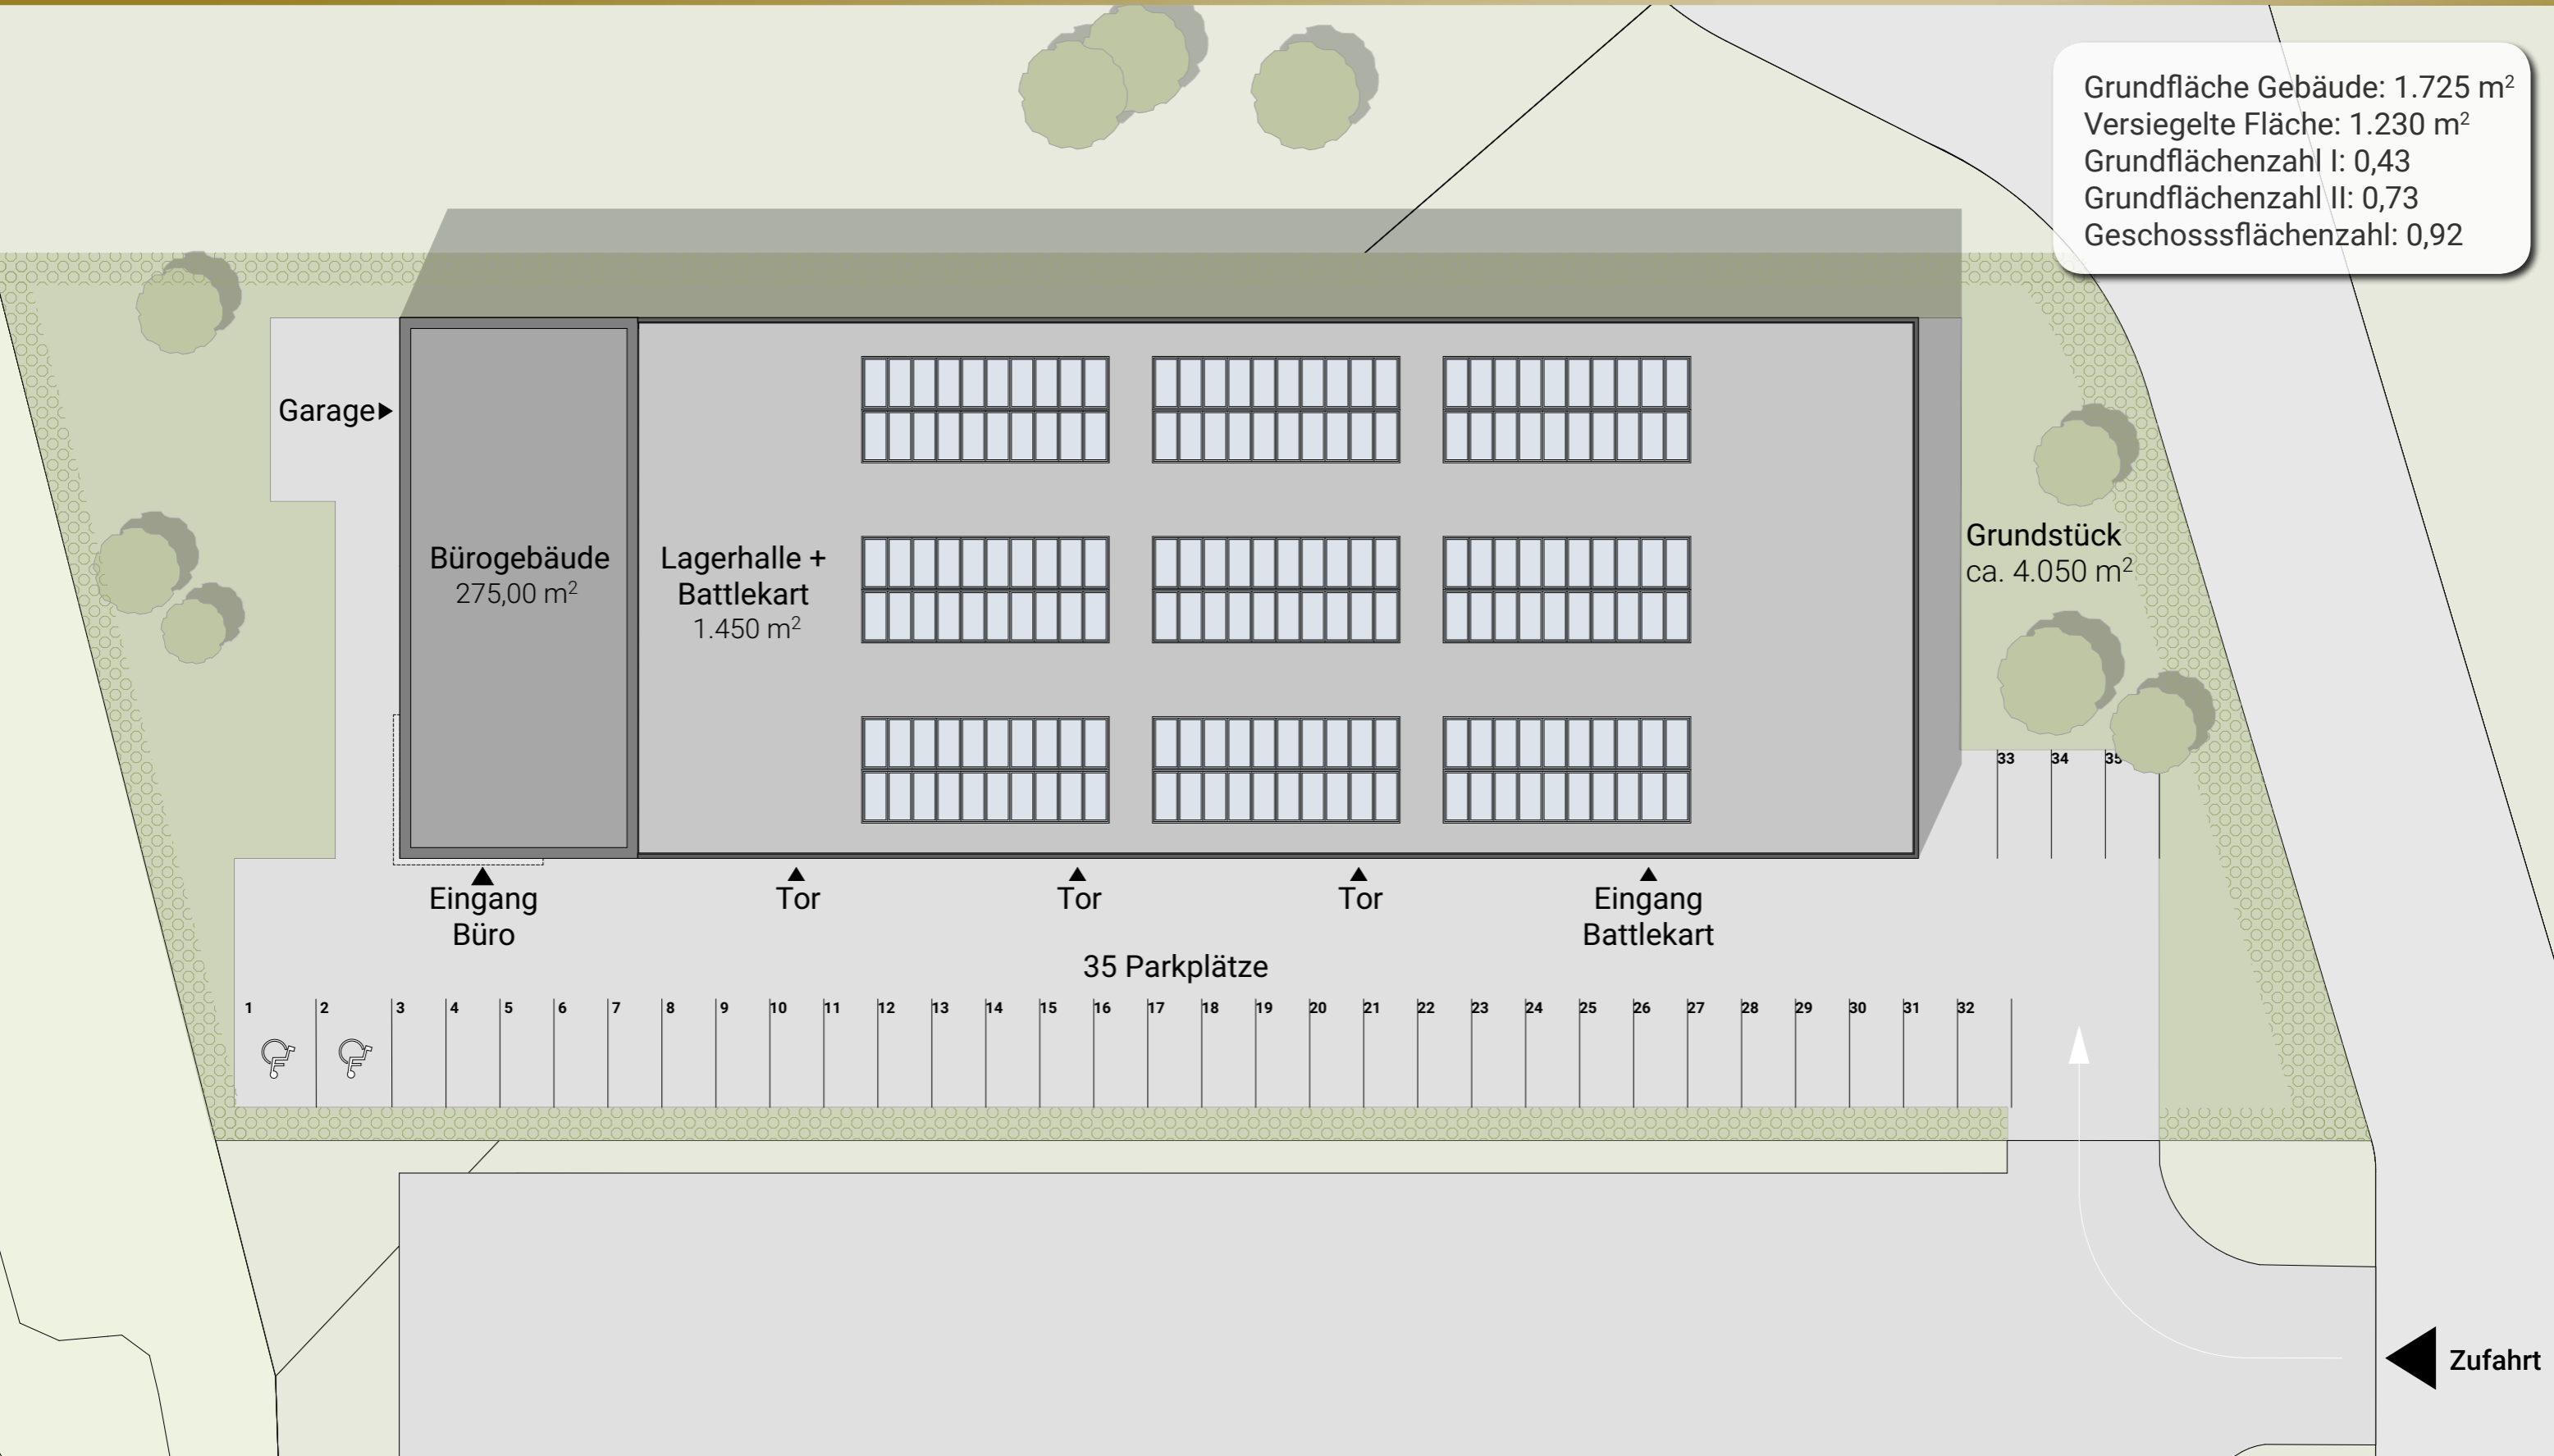 Grundfläche Gebäude: 1.725 m²
Versiegelte Fläche: 1.230 m²
Grundflächenzahl I: 0,43
Grundflächenzahl II: 0,73
Geschosssflächenzahl: 0,92
Garage
Bürogebäude
275,00 m²
Lagerhalle +
Battlekart
1.450 m²
Grundstück
ca. 4.050 m²
33 34 35
Eingang
Büro
Tor
Tor
Tor
Eingang
Battlekart
35 Parkplätze
1 2 3 4 5 6 7 8 9 10 11 12 13 14 15 16 17 18 19 20 21 22 23 24 25 26 27 28 29 30 31 32
Zufahrt